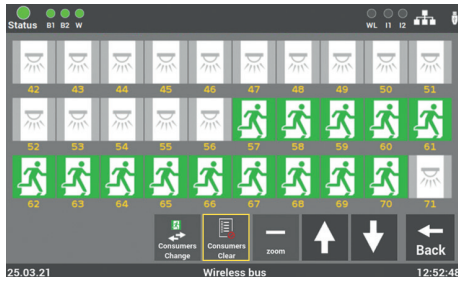 Status B1 B2 W WL I1 I2
42 43 44 45 46 47 48 49 50 51
52 53 54 55 56 57 58 59 60 61
62 63 64 65 66 67 68 69 70 71
Consumers
Change
Consumers
Clear
zoom
Back
25.03.21 Wireless bus 12:52:48